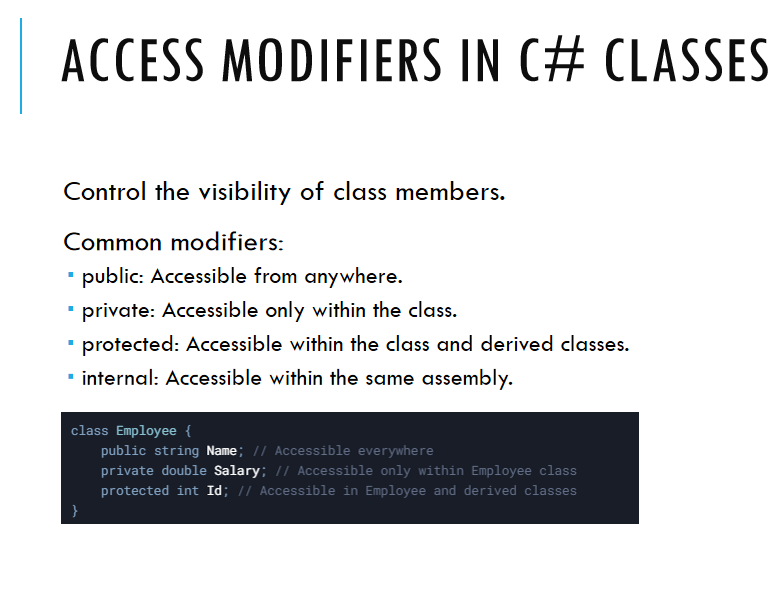 ACCESS MODIFIERS IN C# CLASSES
Control the visibility of class members.
Common modifiers:
▪ public: Accessible from anywhere.
▪ private: Accessible only within the class.
▪ protected: Accessible within the class and derived classes.
▪ internal: Accessible within the same assembly.
class Employee {
    public string Name; // Accessible everywhere
    private double Salary; // Accessible only within Employee class
    protected int Id; // Accessible in Employee and derived classes
}